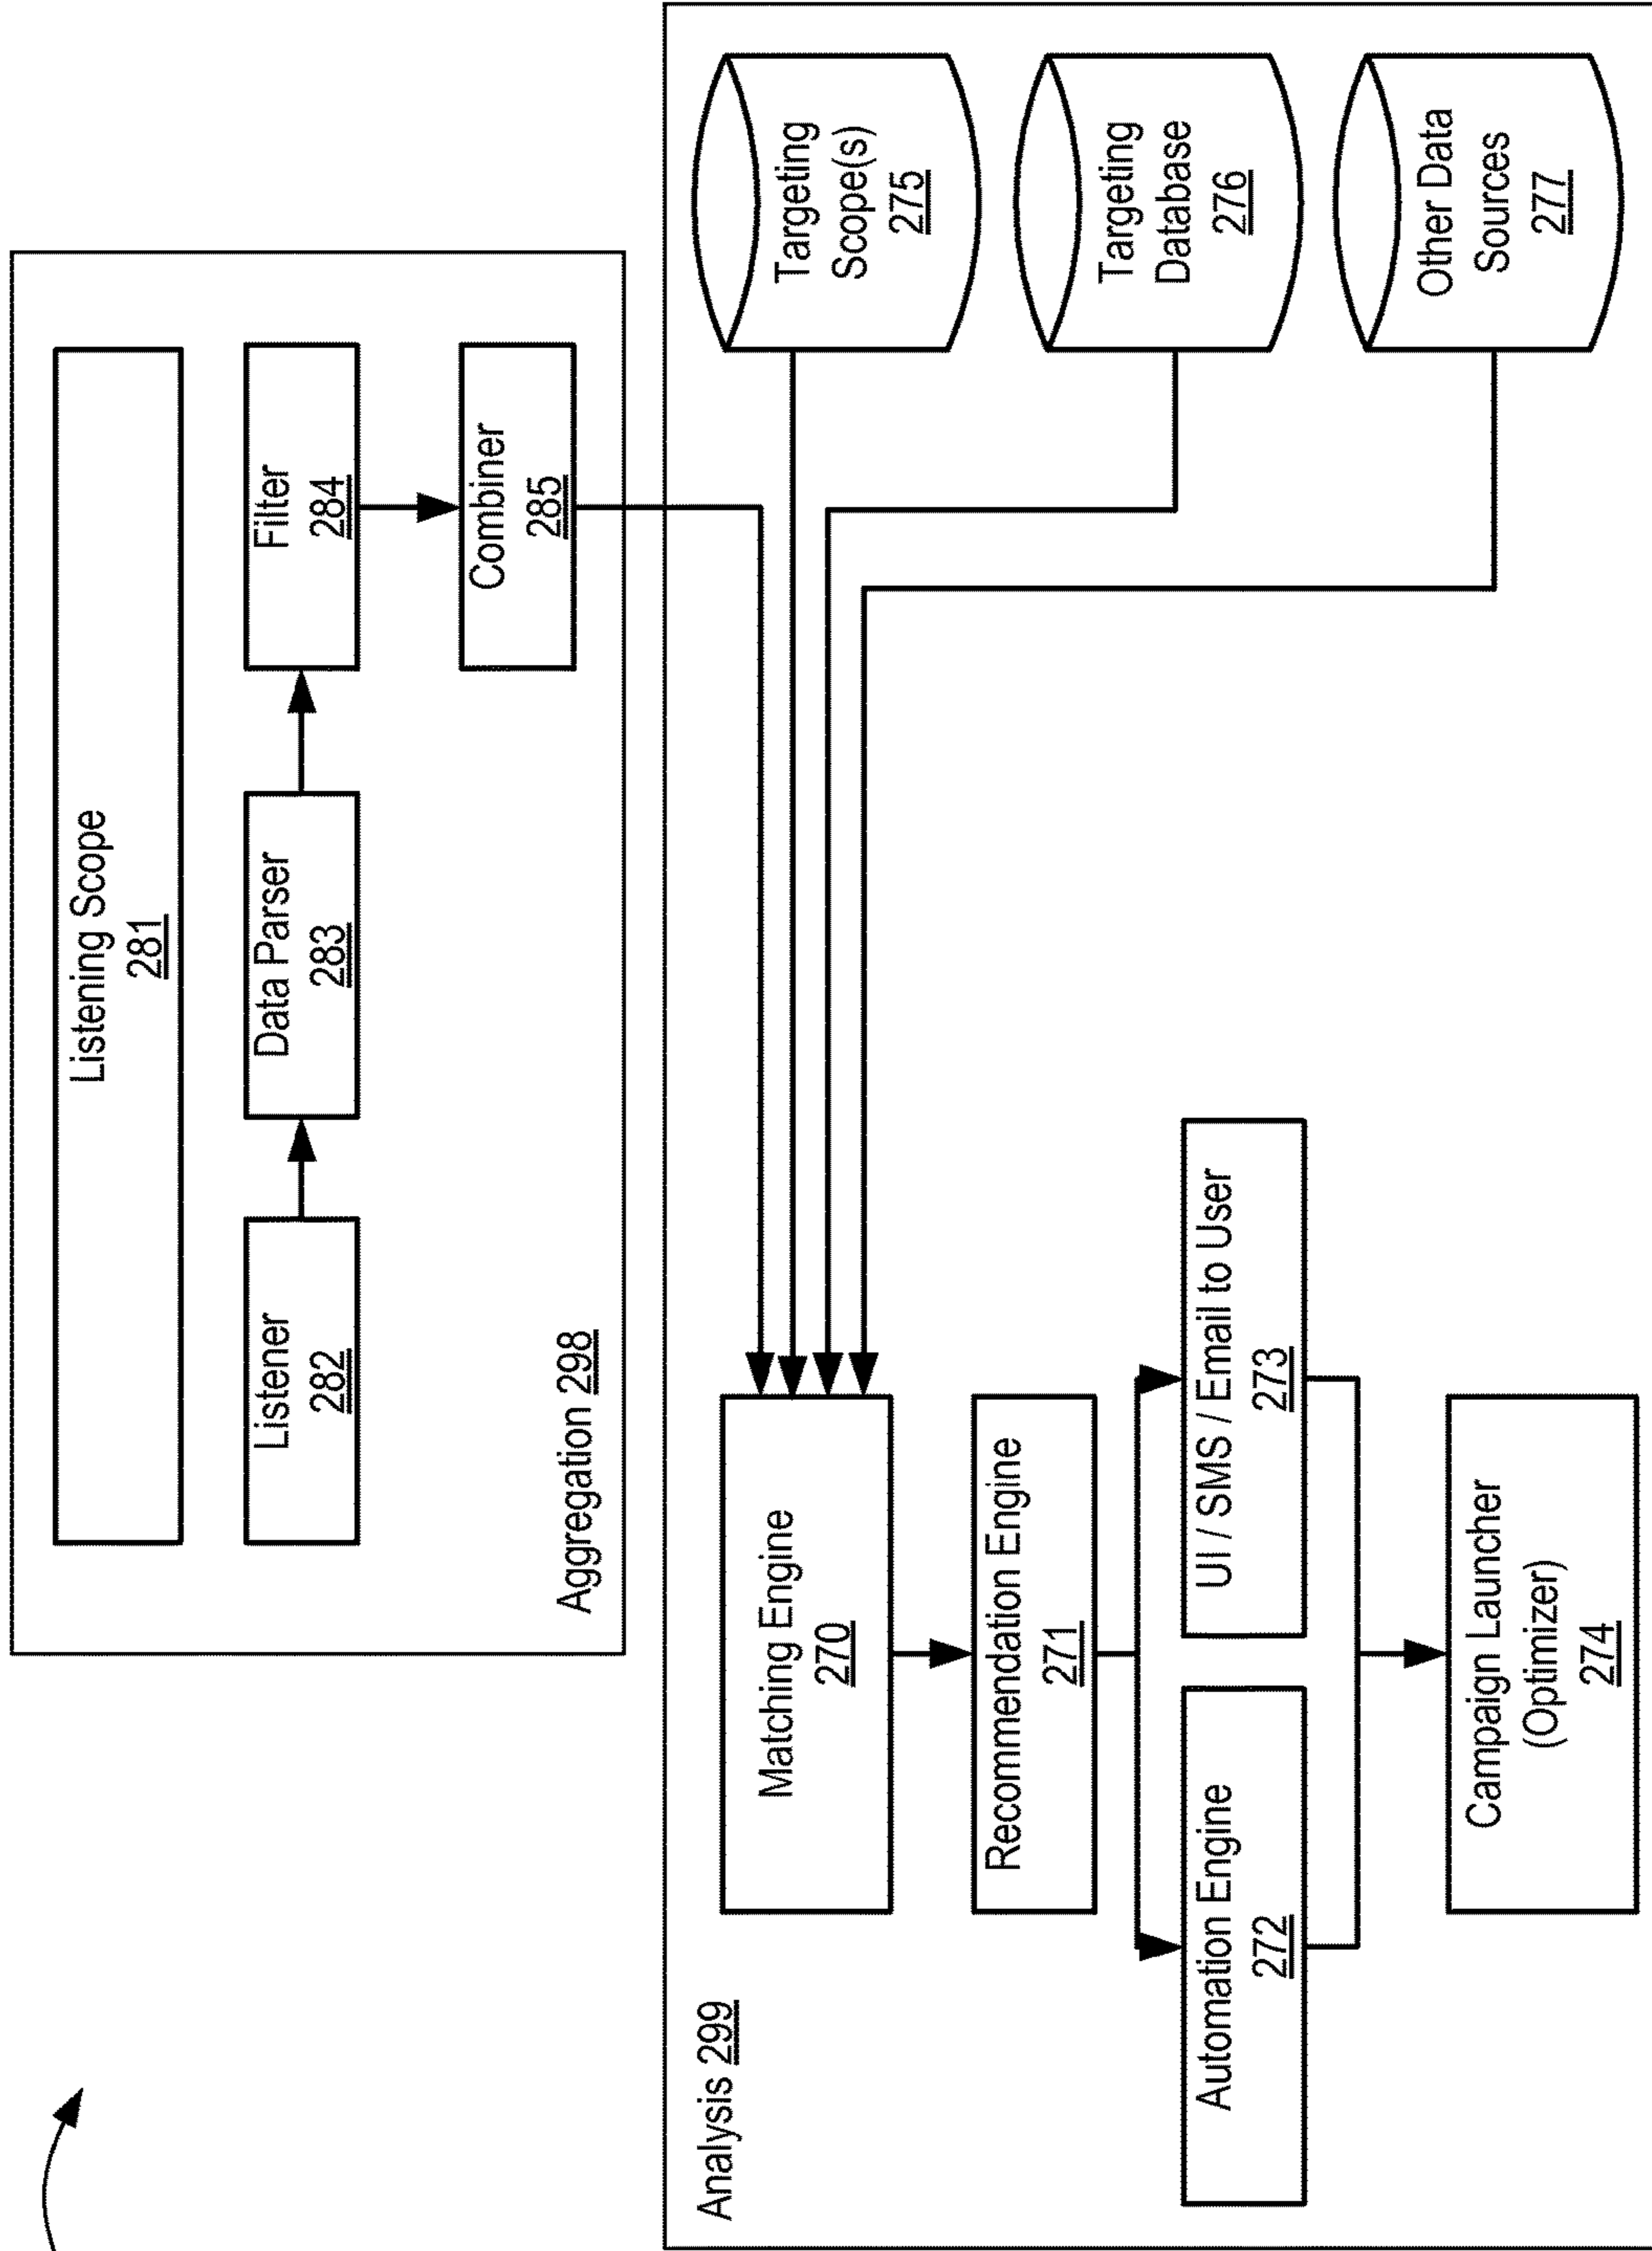 Listening Scope
281
Listener
282
Data Parser
283
Filter
284
Combiner
285
Aggregation 298
Analysis 299
Matching Engine
270
Recommendation Engine
271
Automation Engine
272
UI / SMS / Email to User
273
Campaign Launcher
(Optimizer)
274
Targeting
Scope(s)
275
Targeting
Database
276
Other Data
Sources
277